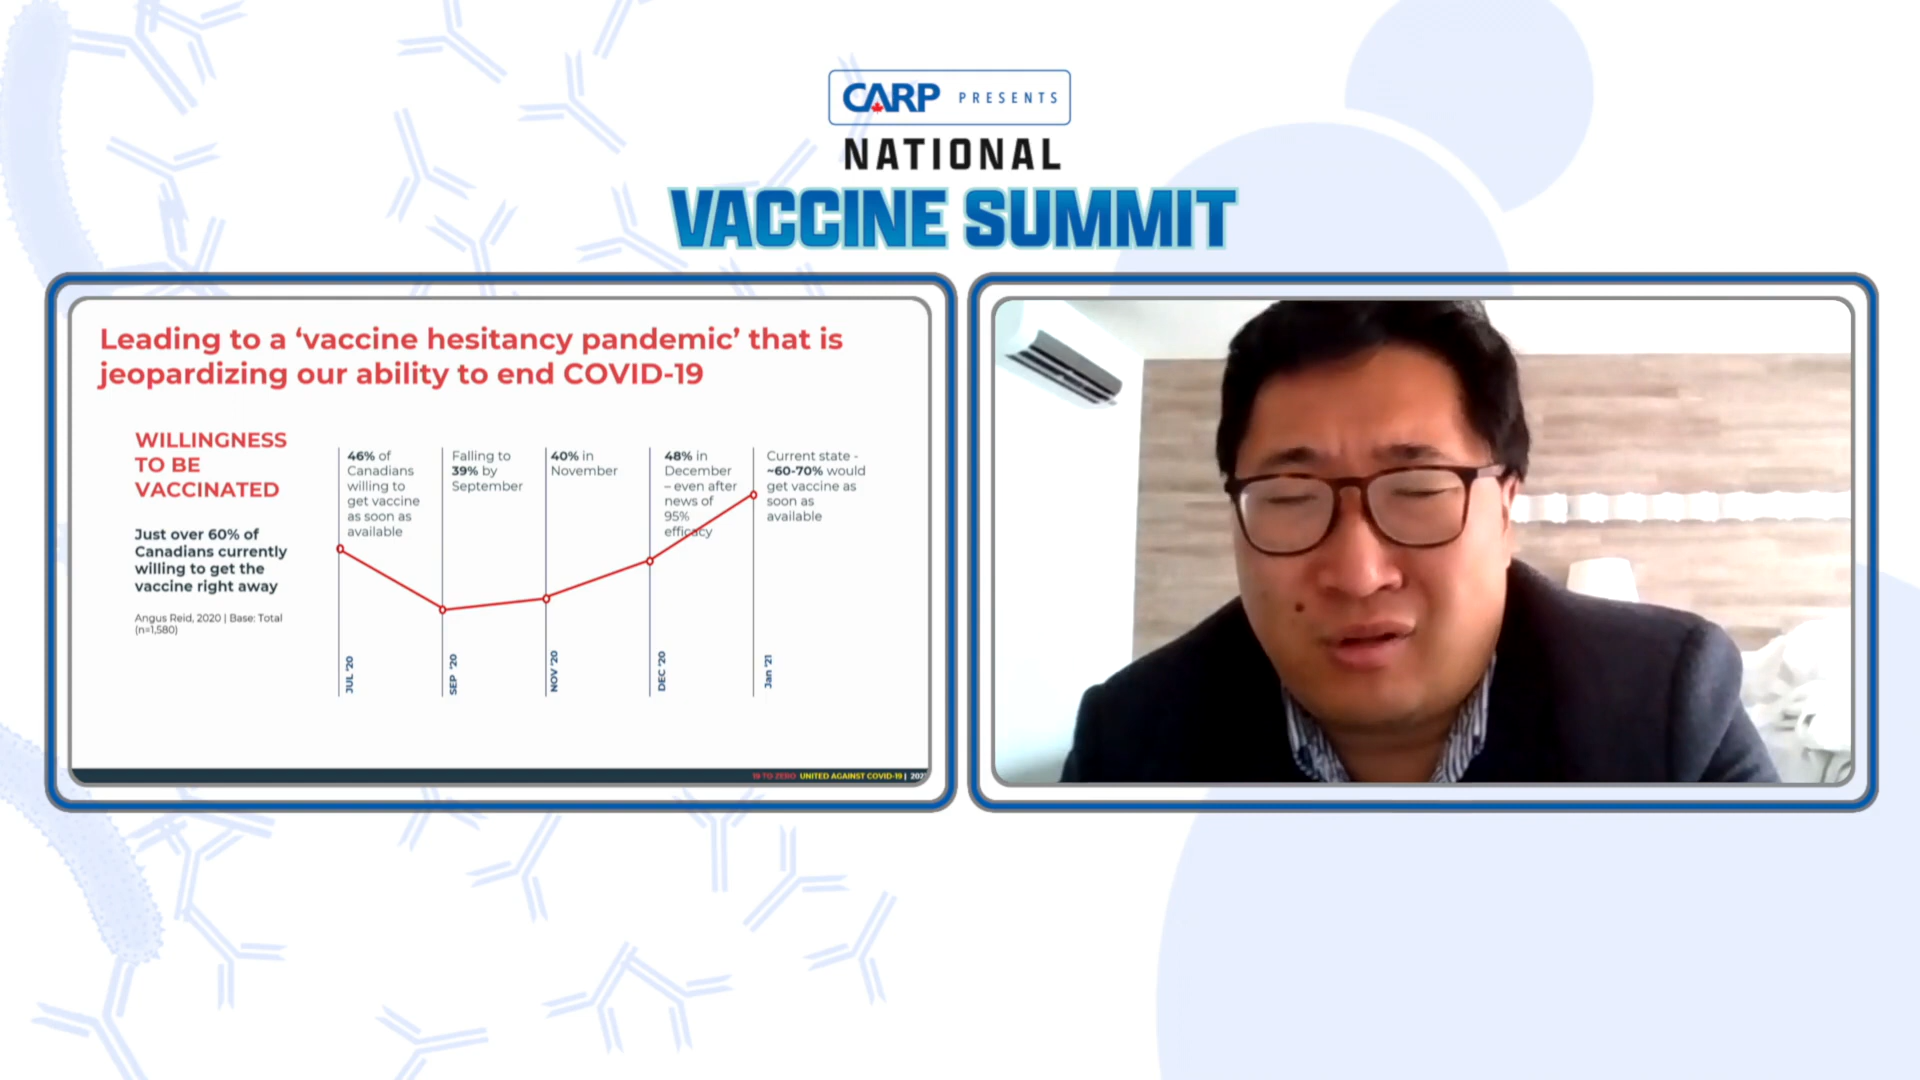 CARP PRESENTS
NATIONAL
VACCINE SUMMIT
Leading to a ‘vaccine hesitancy pandemic’ that is
jeopardizing our ability to end COVID-19
WILLINGNESS
TO BE
VACCINATED
Just over 60% of
Canadians currently
willing to get the
vaccine right away
Angus Reid, 2020 | Base: Total
(n=1,580)
46% of
Canadians
willing to
get vaccine
as soon as
available
Falling to
39% by
September
40% in
November
48% in
December
– even after
news of
95%
efficacy
Current state -
~60-70% would
get vaccine as
soon as
available
JUL '20
SEP '20
NOV '20
DEC '20
Jan '21
19 TO ZERO UNITED AGAINST COVID-19 |